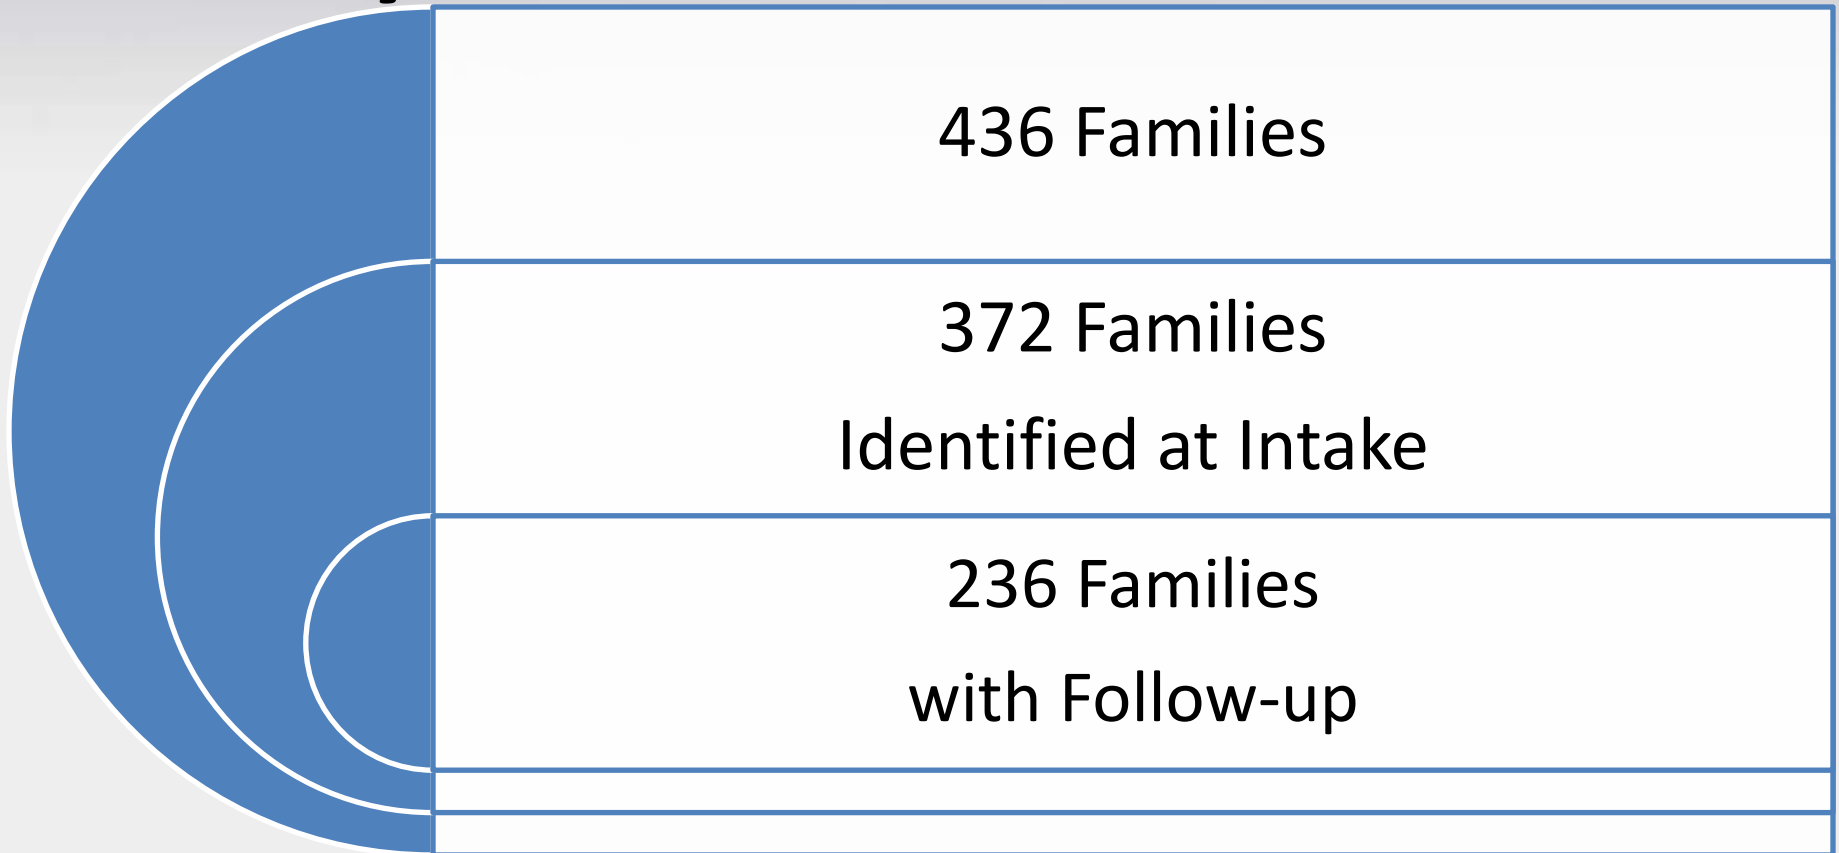 436 Families
372 Families
Identified at Intake
236 Families
with Follow-up